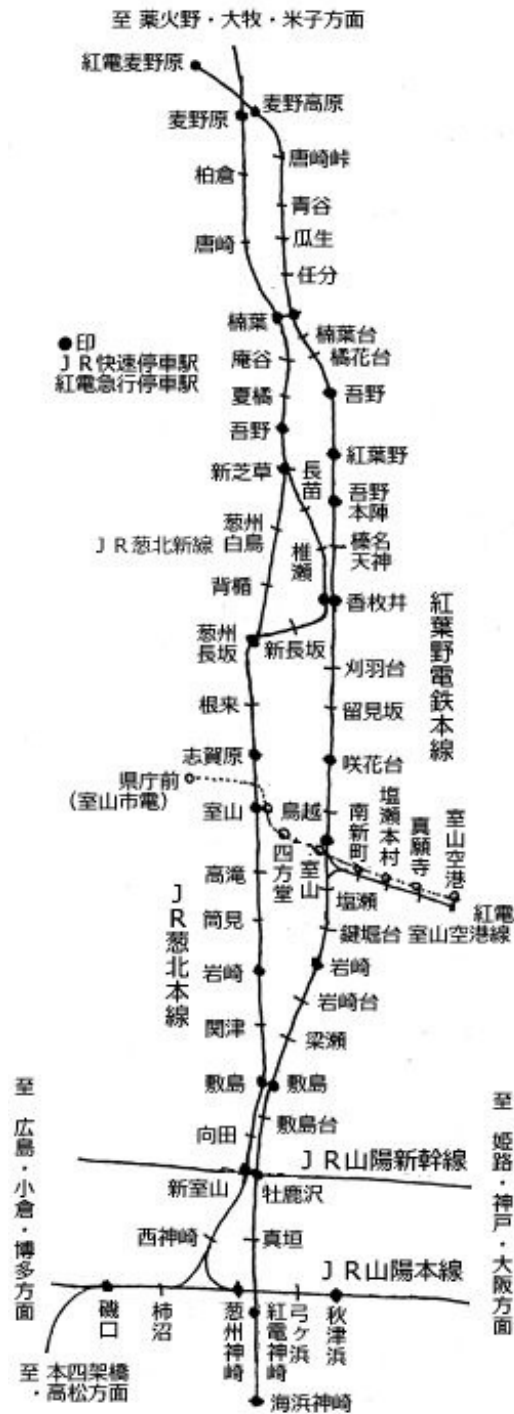 至 葉火野・大牧・米子方面
紅電麦野原
麦野高原
麦野原
唐崎峠
柏倉
青谷
瓜生
唐崎
任分
楠葉
楠葉台
橘花台
●印
ＪＲ快速停車駅
紅電急行停車駅
庵谷
夏橘
吾野
吾野
紅葉野
新芝草
長苗
吾野
本陣
葱州
白鳥
ＪＲ葱北新線
椎瀬
榛名
天神
背楯
香枚井
葱州
長坂
新長坂
紅葉野電鉄本線
刈羽台
根来
留見坂
志賀原
咲花台
県庁前
(室山市電)
室山
鳥越
四方堂
室山
南新町
塩瀬本村
真願寺
室山空港
高滝
塩瀬
紅電
室山空港線
筒見
鍵堀台
ＪＲ葱北本線
岩崎
岩崎
岩崎台
関津
梁瀬
敷島
敷島
敷島台
向田
至 広島・小倉・博多方面
至 姫路・神戸・大阪方面
ＪＲ山陽新幹線
新室山
牡鹿沢
西神崎
真垣
ＪＲ山陽本線
磯口
柿沼
葱州神崎
紅電神崎
弓ヶ浜
秋津浜
至 本四架橋
・高松方面
海浜神崎